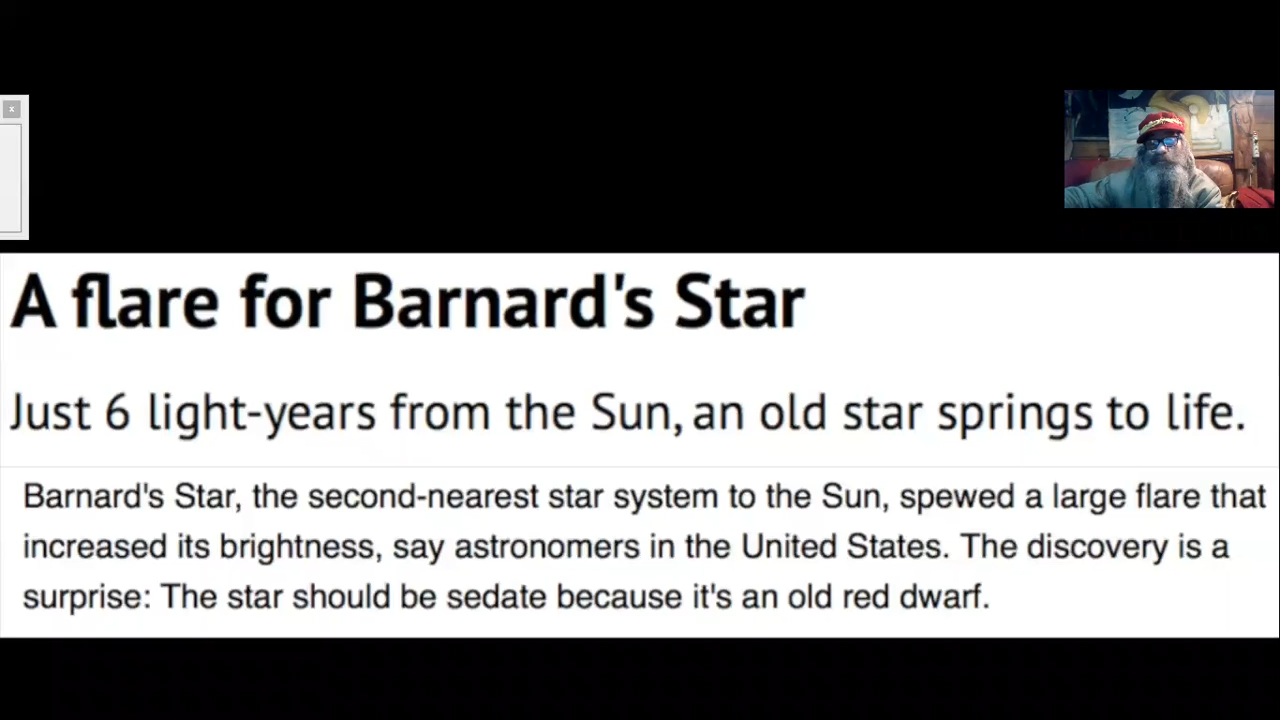 x
A flare for Barnard's Star
Just 6 light-years from the Sun, an old star springs to life.
Barnard's Star, the second-nearest star system to the Sun, spewed a large flare that
increased its brightness, say astronomers in the United States. The discovery is a
surprise: The star should be sedate because it's an old red dwarf.